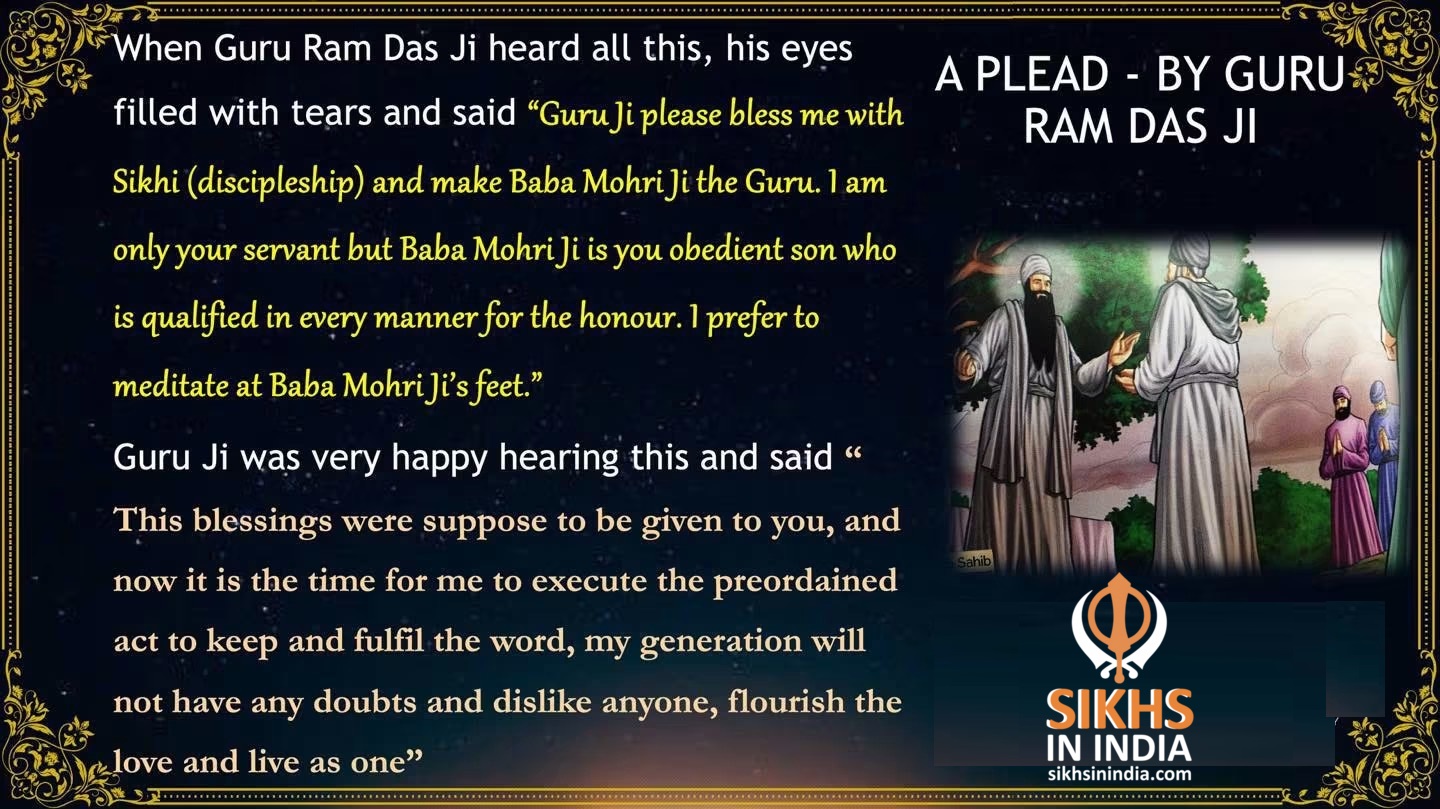 When Guru Ram Das Ji heard all this, his eyes
filled with tears and said “Guru Ji please bless me with
Sikhi (discipleship) and make Baba Mohri Ji the Guru. I am
only your servant but Baba Mohri Ji is you obedient son who
is qualified in every manner for the honour. I prefer to
meditate at Baba Mohri Ji’s feet.”
Guru Ji was very happy hearing this and said “
This blessings were suppose to be given to you, and
now it is the time for me to execute the preordained
act to keep and fulfil the word, my generation will
not have any doubts and dislike anyone, flourish the
love and live as one”
A PLEAD - BY GURU
RAM DAS JI
Sahib
SIKHS
IN INDIA
sikhsinindia.com